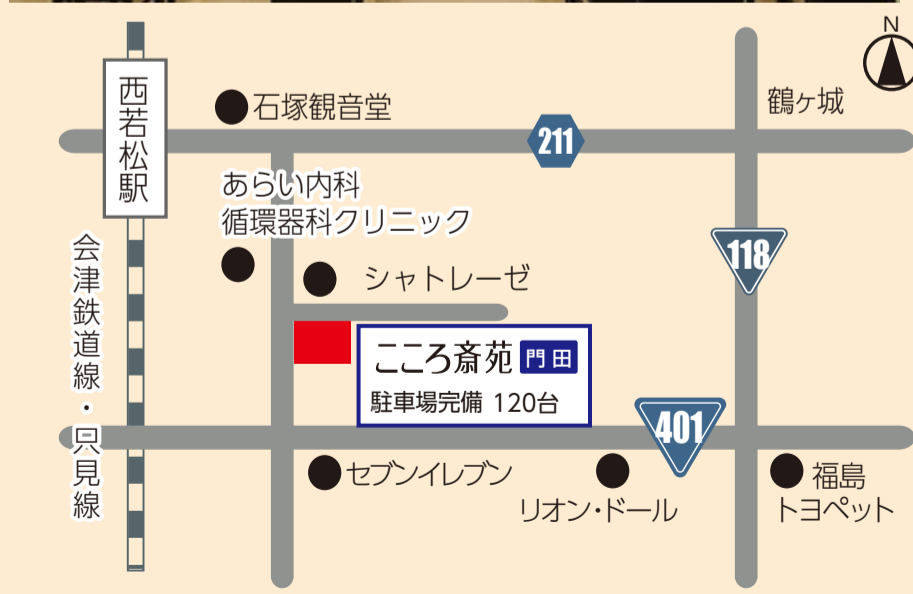 N
西若松駅
石塚観音堂
鶴ヶ城
211
あらい内科
循環器科クリニック
118
シャトレーゼ
会津鉄道線・只見線
こころ斎苑 門田
駐車場完備 120台
401
セブンイレブン
リオン・ドール
福島
トヨペット